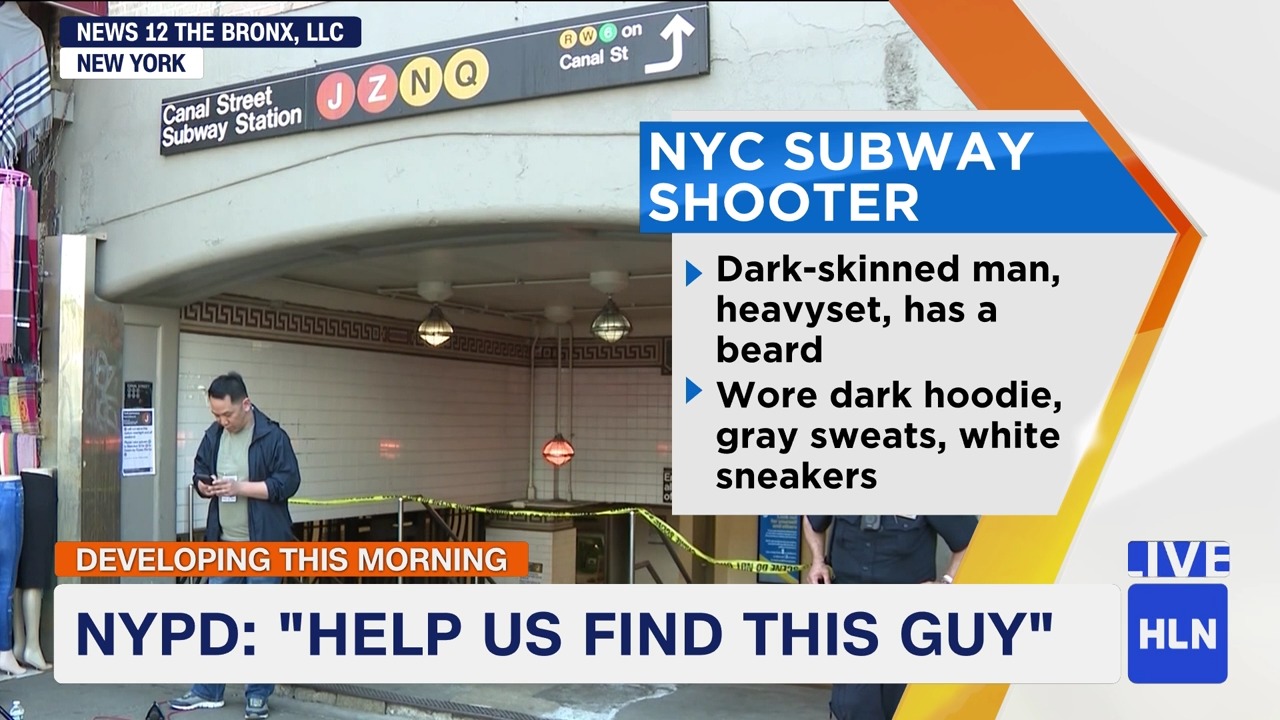 NEWS 12 THE BRONX, LLC
NEW YORK
Canal Street
Subway Station
J Z N Q
R W 6 on
Canal St
NYC SUBWAY
SHOOTER
Dark-skinned man,
heavyset, has a
beard
Wore dark hoodie,
gray sweats, white
sneakers
DEVELOPING THIS MORNING
NYPD: "HELP US FIND THIS GUY"
LIVE
HLN